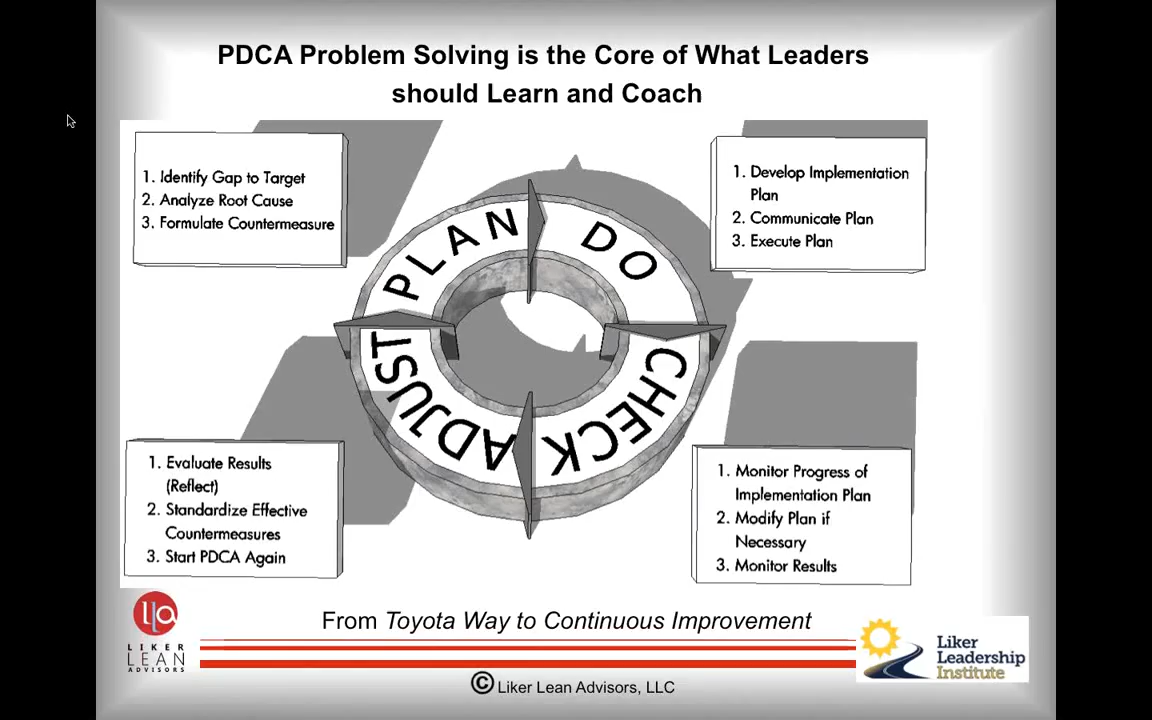 PDCA Problem Solving is the Core of What Leaders
should Learn and Coach
1. Identify Gap to Target
2. Analyze Root Cause
3. Formulate Countermeasure
1. Develop Implementation
Plan
2. Communicate Plan
3. Execute Plan
PLAN
DO
CHECK
ADJUST
1. Evaluate Results
(Reflect)
2. Standardize Effective
Countermeasures
3. Start PDCA Again
1. Monitor Progress of
Implementation Plan
2. Modify Plan if
Necessary
3. Monitor Results
From Toyota Way to Continuous Improvement
lla
LIKER
LEAN
ADVISORS
Liker
Leadership
Institute
© Liker Lean Advisors, LLC